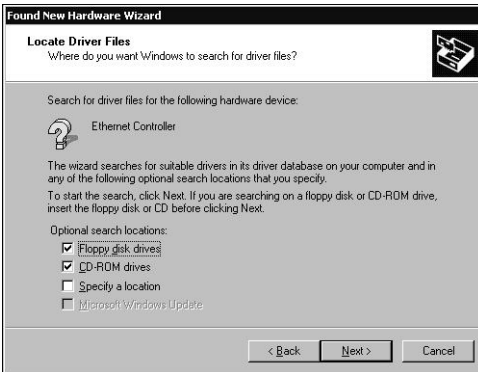 Found New Hardware Wizard
Locate Driver Files
Where do you want Windows to search for driver files?
Search for driver files for the following hardware device:
Ethernet Controller
The wizard searches for suitable drivers in its driver database on your computer and in
any of the following optional search locations that you specify.
To start the search, click Next. If you are searching on a floppy disk or CD-ROM drive,
insert the floppy disk or CD before clicking Next.
Optional search locations:
Floppy disk drives
CD-ROM drives
Specify a location
Microsoft Windows Update
< Back Next > Cancel